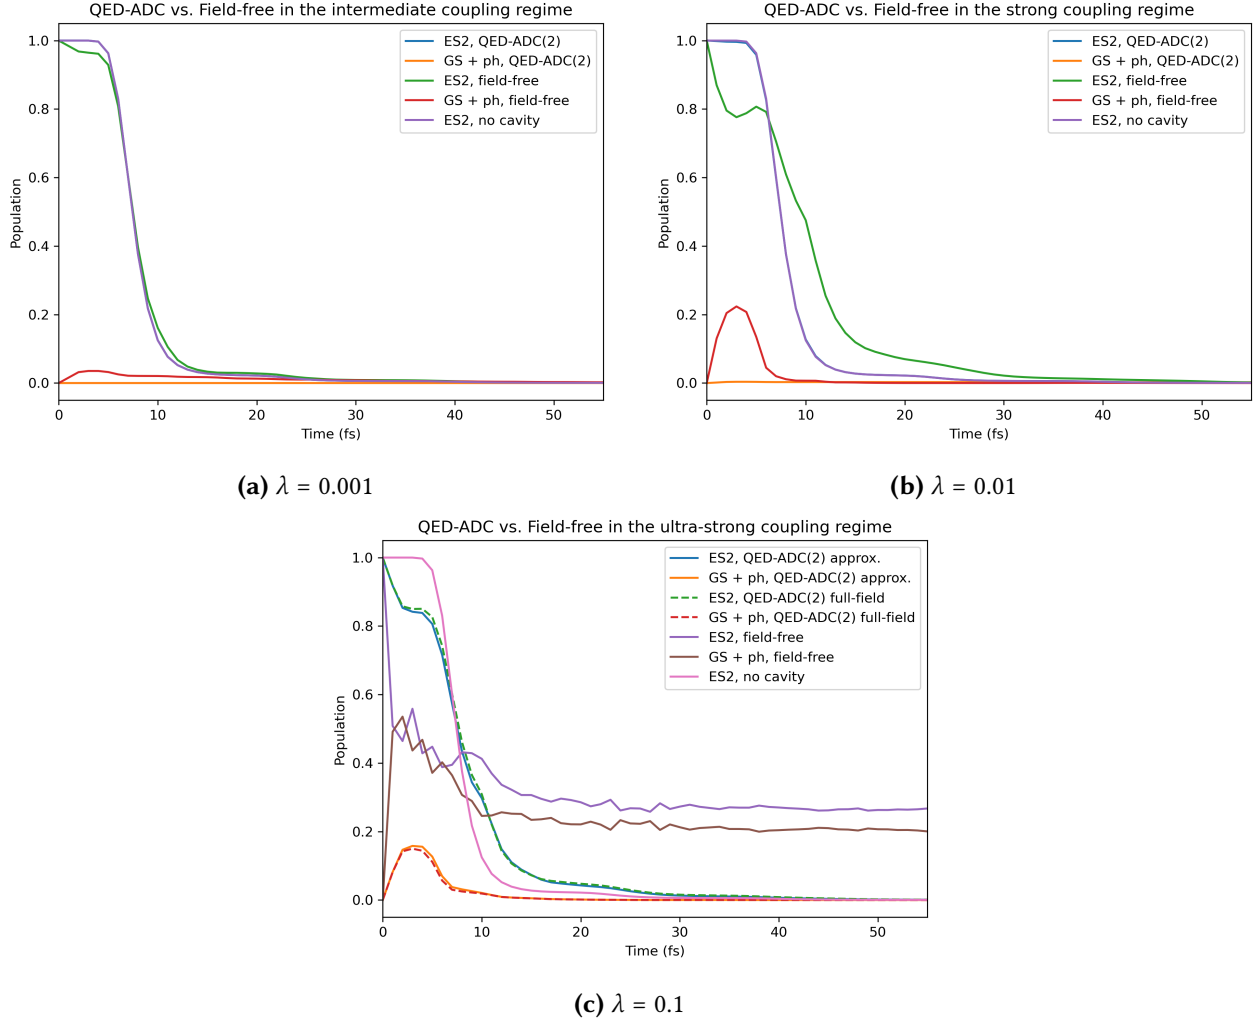 QED-ADC vs. Field-free in the intermediate coupling regime
1.0
0.8
0.6
0.4
0.2
0.0
Population
ES2, QED-ADC(2)
GS + ph, QED-ADC(2)
ES2, field-free
GS + ph, field-free
ES2, no cavity
0 10 20 30 40 50
Time (fs)
(a) λ = 0.001
QED-ADC vs. Field-free in the strong coupling regime
1.0
0.8
0.6
0.4
0.2
0.0
Population
ES2, QED-ADC(2)
GS + ph, QED-ADC(2)
ES2, field-free
GS + ph, field-free
ES2, no cavity
0 10 20 30 40 50
Time (fs)
(b) λ = 0.01
QED-ADC vs. Field-free in the ultra-strong coupling regime
1.0
0.8
0.6
0.4
0.2
0.0
Population
ES2, QED-ADC(2) approx.
GS + ph, QED-ADC(2) approx.
ES2, QED-ADC(2) full-field
GS + ph, QED-ADC(2) full-field
ES2, field-free
GS + ph, field-free
ES2, no cavity
0 10 20 30 40 50
Time (fs)
(c) λ = 0.1